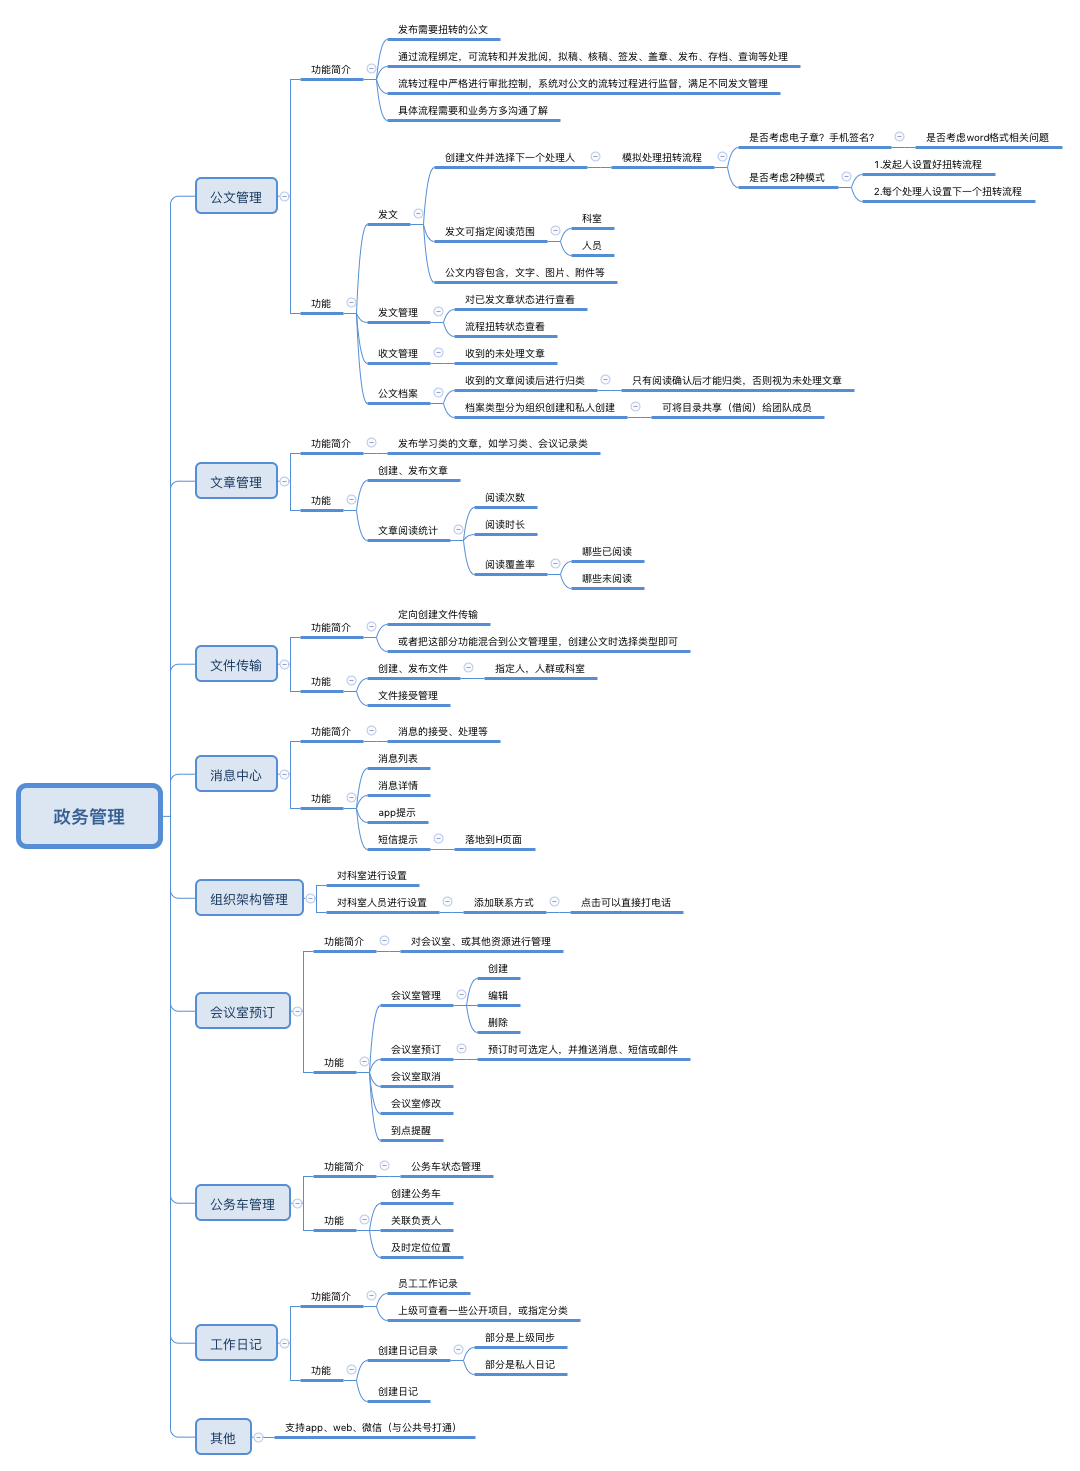 政务管理
公文管理
功能简介
发布需要扭转的公文
通过流程绑定，可流转和并发批阅，拟稿、核稿、签发、盖章、发布、存档、查询等处理
流转过程中严格进行审批控制，系统对公文的流转过程进行监督，满足不同发文管理
具体流程需要和业务方多沟通了解
功能
发文
创建文件并选择下一个处理人
模拟处理扭转流程
是否考虑电子章？手机签名？
是否考虑word格式相关问题
是否考虑2种模式
1.发起人设置好扭转流程
2.每个处理人设置下一个扭转流程
发文可指定阅读范围
科室
人员
公文内容包含，文字、图片、附件等
发文管理
对已发文章状态进行查看
流程扭转状态查看
收文管理
收到的未处理文章
公文档案
收到的文章阅读后进行归类
只有阅读确认后才能归类，否则视为未处理文章
档案类型分为组织创建和私人创建
可将目录共享（借阅）给团队成员
文章管理
功能简介
发布学习类的文章，如学习类、会议记录类
功能
创建、发布文章
文章阅读统计
阅读次数
阅读时长
阅读覆盖率
哪些已阅读
哪些未阅读
文件传输
功能简介
定向创建文件传输
或者把这部分功能混合到公文管理里，创建公文时选择类型即可
功能
创建、发布文件
指定人，人群或科室
文件接受管理
消息中心
功能简介
消息的接受、处理等
功能
消息列表
消息详情
app提示
短信提示
落地到H页面
组织架构管理
对科室进行设置
对科室人员进行设置
添加联系方式
点击可以直接打电话
会议室预订
功能简介
对会议室、或其他资源进行管理
功能
会议室管理
创建
编辑
删除
会议室预订
预订时可选定人，并推送消息、短信或邮件
会议室取消
会议室修改
到点提醒
公务车管理
功能简介
公务车状态管理
功能
创建公务车
关联负责人
及时定位位置
工作日记
功能简介
员工工作记录
上级可查看一些公开项目，或指定分类
功能
创建日记目录
部分是上级同步
部分是私人日记
创建日记
其他
支持app、web、微信（与公共号打通）